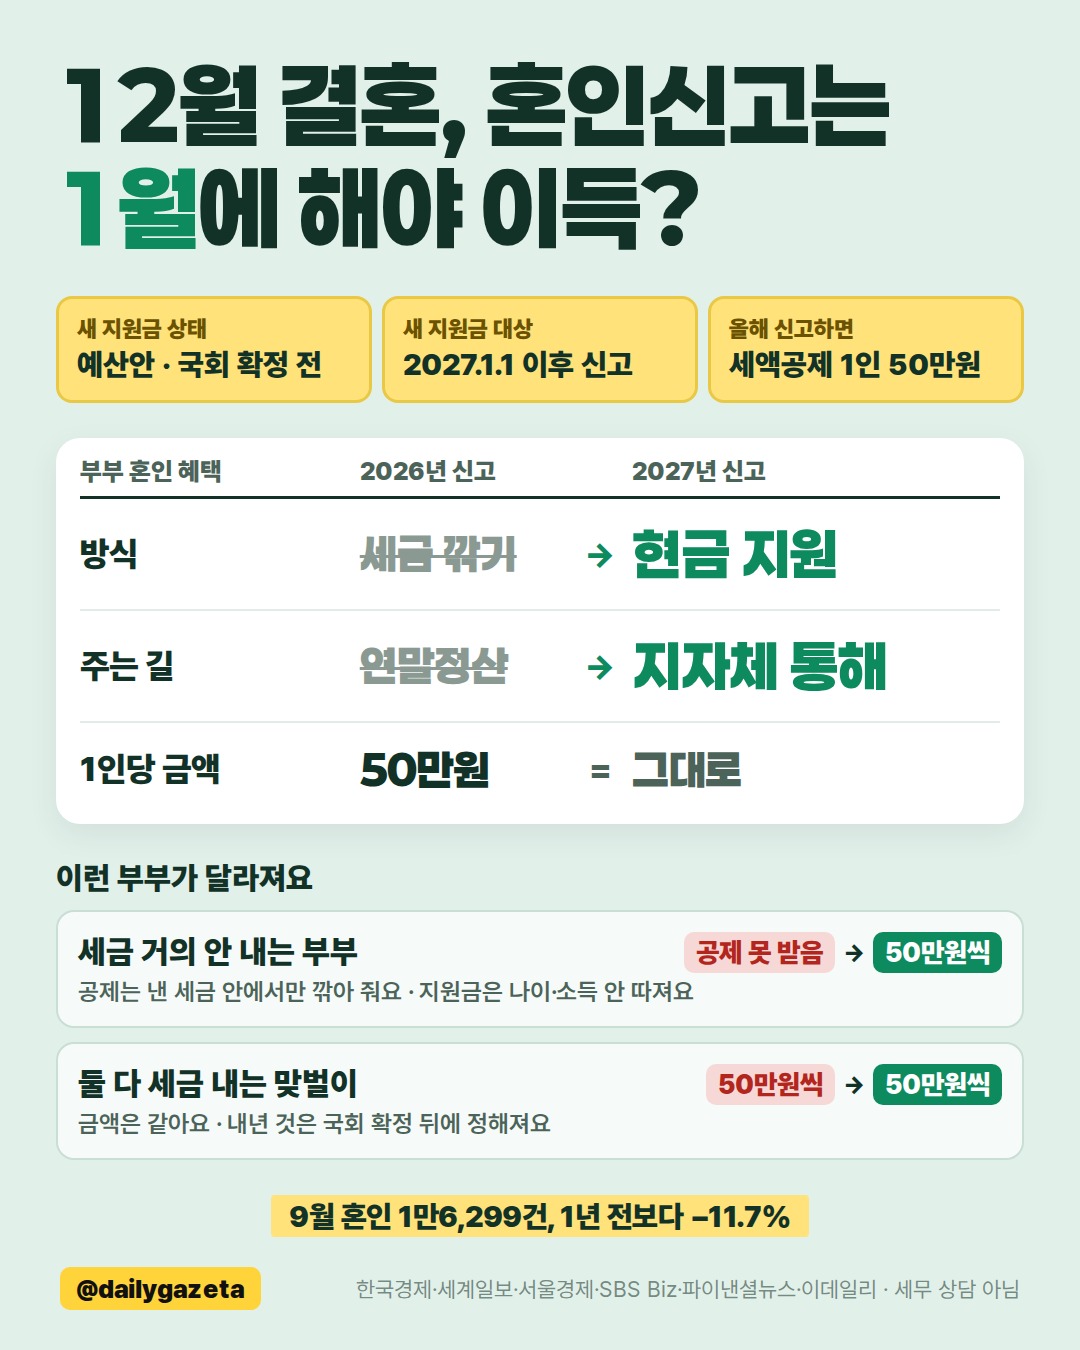 12월 결혼, 혼인신고는
1월에 해야 이득?
새 지원금 상태
예산안 · 국회 확정 전
새 지원금 대상
2027.1.1 이후 신고
올해 신고하면
세액공제 1인 50만원
부부 혼인 혜택 2026년 신고 2027년 신고
방식 세금 깎기 → 현금 지원
주는 길 연말정산 → 지자체 통해
1인당 금액 50만원 = 그대로
이런 부부가 달라져요
세금 거의 안 내는 부부 공제 못 받음 → 50만원씩
공제는 낸 세금 안에서만 깎아 줘요 · 지원금은 나이·소득 안 따져요
둘 다 세금 내는 맞벌이 50만원씩 → 50만원씩
금액은 같아요 · 내년 것은 국회 확정 뒤에 정해져요
9월 혼인 1만6,299건, 1년 전보다 −11.7%
@dailygazeta 한국경제·세계일보·서울경제·SBS Biz·파이낸셜뉴스·이데일리 · 세무 상담 아님